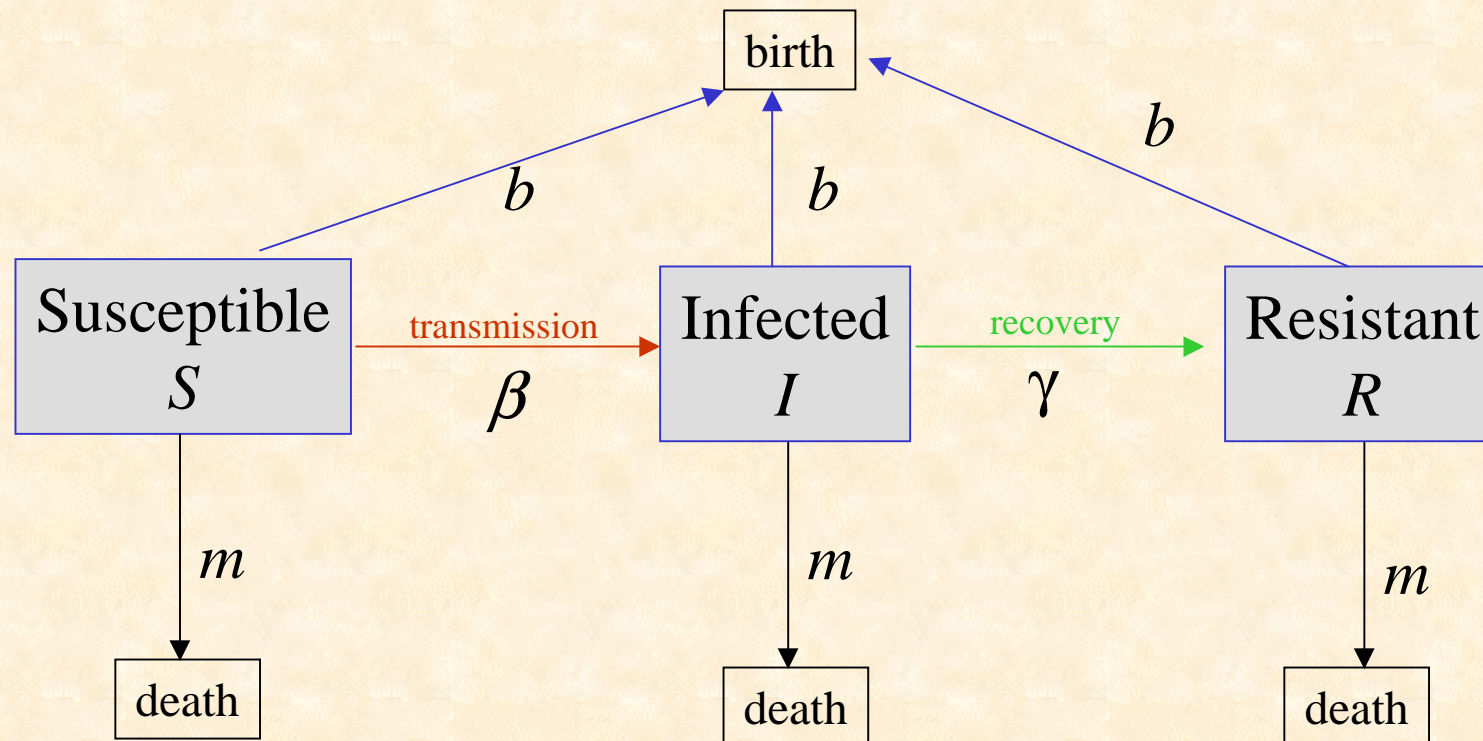 birth
b
b
b
Susceptible
S
transmission
β
Infected
I
recovery
γ
Resistant
R
m
m
m
death
death
death